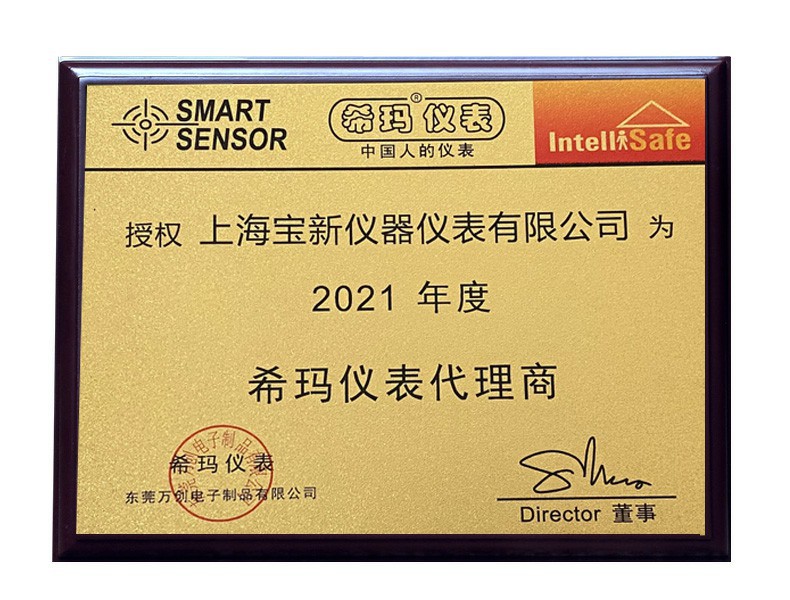 SMART
SENSOR
希玛®仪表
中国人的仪表
IntelliSafe
授权 上海宝新仪器仪表有限公司 为
2021 年度
希玛仪表代理商
希玛仪表
东莞万创电子制品有限公司
Director 董事